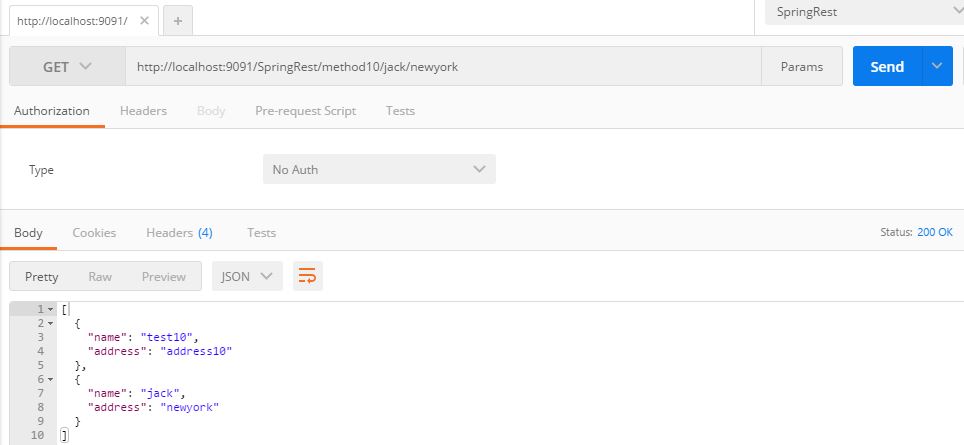 http://localhost:9091/ × +
SpringRest
GET http://localhost:9091/SpringRest/method10/jack/newyork Params Send
Authorization Headers Body Pre-request Script Tests
Type No Auth
Body Cookies Headers (4) Tests Status: 200 OK
Pretty Raw Preview JSON
1 [
2 {
3 "name": "test10",
4 "address": "address10"
5 },
6 {
7 "name": "jack",
8 "address": "newyork"
9 }
10 ]